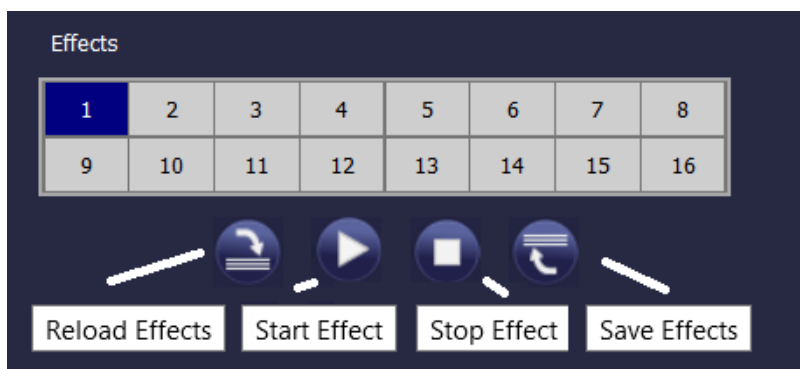 Effects
1 2 3 4 5 6 7 8
9 10 11 12 13 14 15 16
Reload Effects Start Effect Stop Effect Save Effects